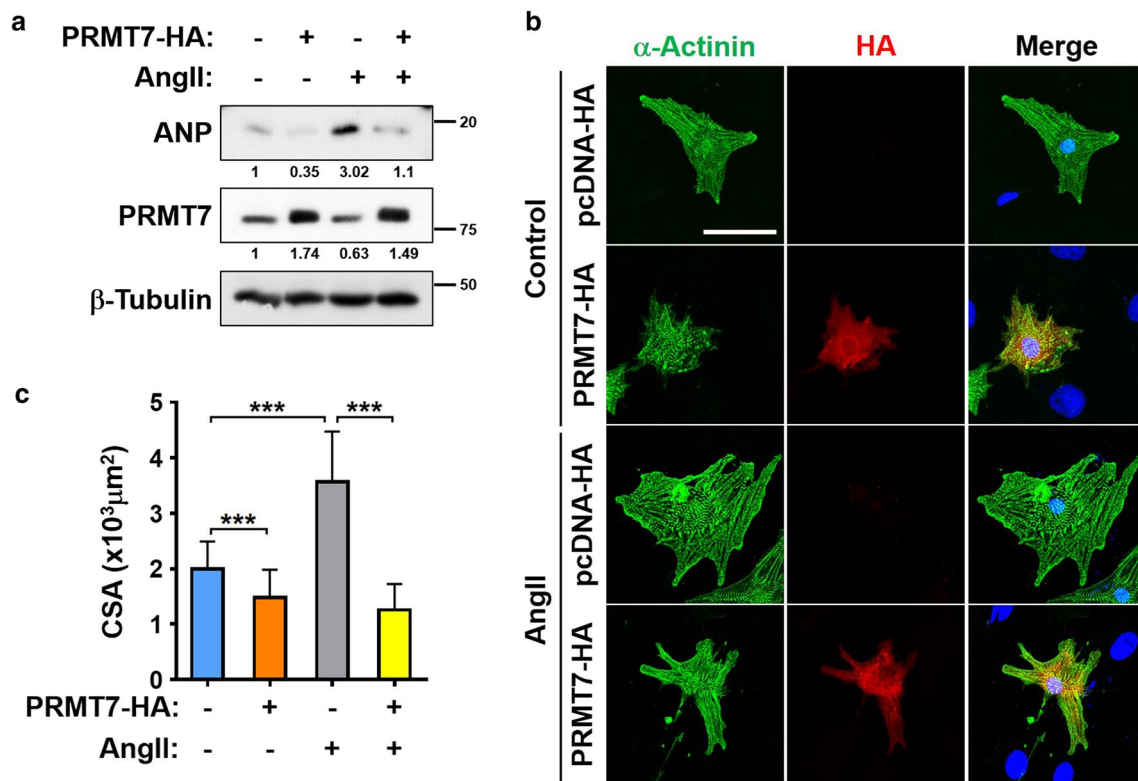 a
PRMT7-HA: - + - +
AngII: - - + +
ANP
20
1 0.35 3.02 1.1
PRMT7
75
1 1.74 0.63 1.49
β-Tubulin
50
b
α-Actinin HA Merge
Control
pcDNA-HA
PRMT7-HA
AngII
pcDNA-HA
PRMT7-HA
c
CSA (x10³μm²)
5
4
3
2
1
0
*** ***
***
PRMT7-HA: - + - +
AngII: - - + +